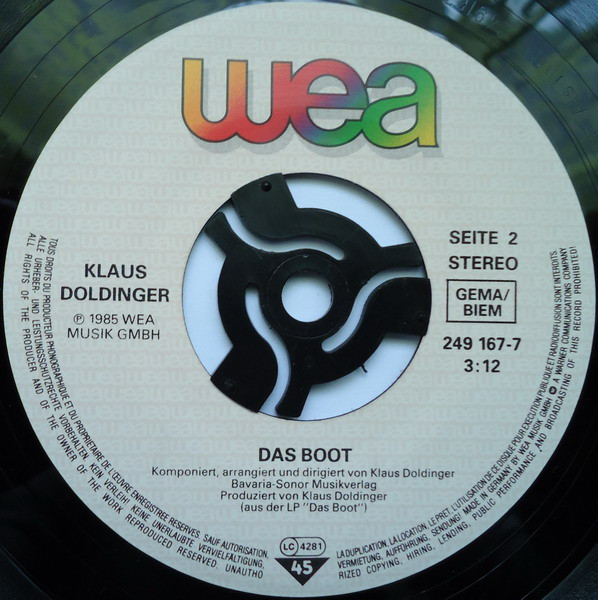 wea
KLAUS
DOLDINGER
℗ 1985 WEA
MUSIK GMBH
SEITE 2
STEREO
GEMA/
BIEM
249 167-7
3:12
DAS BOOT
Komponiert, arrangiert und dirigiert von Klaus Doldinger
Bavaria-Sonor Musikverlag
Produziert von Klaus Doldinger
(aus der LP "Das Boot")
LC 4281
45
TOUS DROITS DU PRODUCTEUR PHONOGRAPHIQUE ET DU PROPRIETAIRE DE L'ŒUVRE ENREGISTREE RESERVES. SAUF AUTORISATION,
LA DUPLICATION, LA LOCATION, LE PRET, L'UTILISATION DE CE DISQUE POUR EXECUTION PUBLIQUE ET RADIODIFFUSION SONT INTERDITS
ALLE URHEBER- UND LEISTUNGSSCHUTZRECHTE VORBEHALTEN. KEIN VERLEIH! KEINE UNERLAUBTE VERVIELFÄLTIGUNG,
VERMIETUNG, AUFFÜHRUNG, SENDUNG! MADE IN GERMANY BY WEA MUSIK GMBH A WARNER COMMUNICATIONS COMPANY
ALL RIGHTS OF THE PRODUCER AND OF THE OWNER OF THE WORK REPRODUCED RESERVED. UNAUTHO
RIZED COPYING, HIRING, LENDING, PUBLIC PERFORMANCE AND BROADCASTING OF THIS RECORD PROHIBITED!